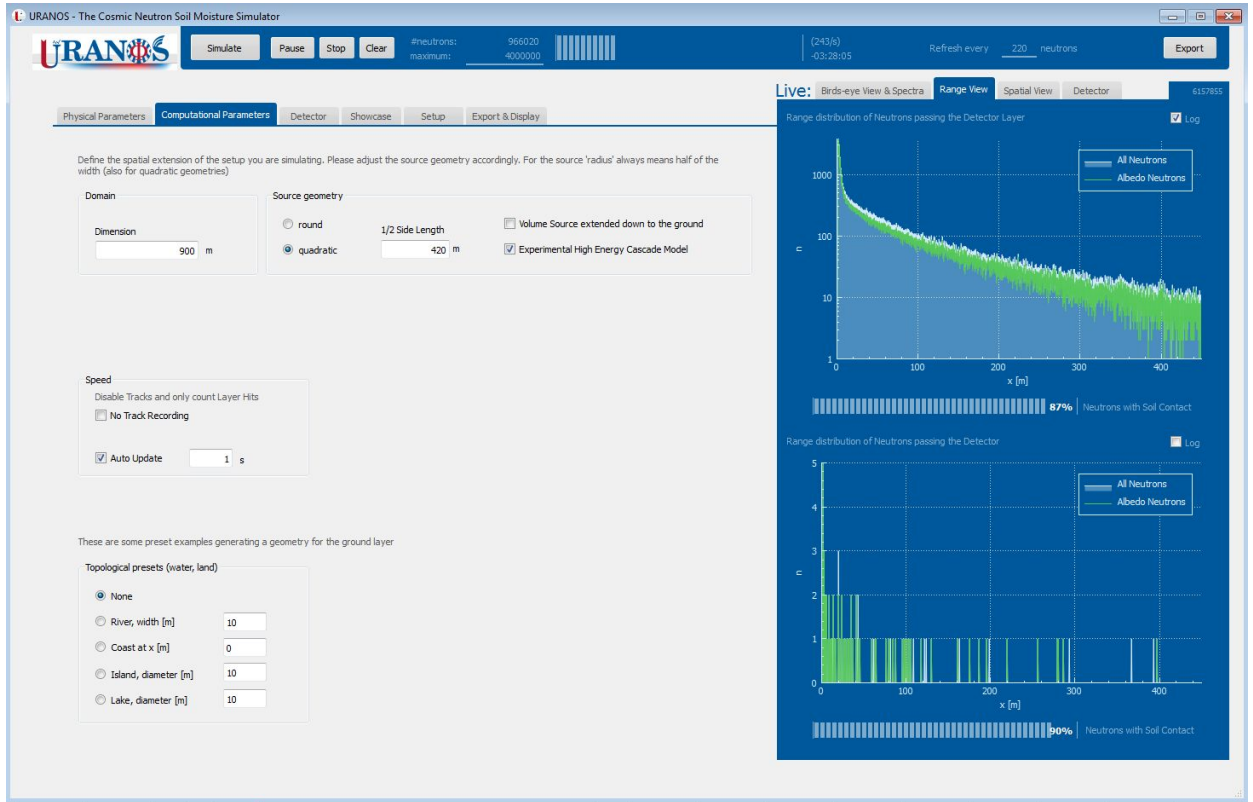 URANOS - The Cosmic Neutron Soil Moisture Simulator
URANOS
Simulate
Pause
Stop
Clear
#neutrons: 966020
maximum: 4000000
(243/s)
-03:28:05
Refresh every 220 neutrons
Export
Physical Parameters
Computational Parameters
Detector
Showcase
Setup
Export & Display
Define the spatial extension of the setup you are simulating. Please adjust the source geometry accordingly. For the source 'radius' always means half of the
width (also for quadratic geometries)
Domain
Dimension
900 m
Source geometry
round
quadratic
1/2 Side Length
420 m
Volume Source extended down to the ground
Experimental High Energy Cascade Model
Speed
Disable Tracks and only count Layer Hits
No Track Recording
Auto Update 1 s
These are some preset examples generating a geometry for the ground layer
Topological presets (water, land)
None
River, width [m] 10
Coast at x [m] 0
Island, diameter [m] 10
Lake, diameter [m] 10
Live:
Birds-eye View & Spectra
Range View
Spatial View
Detector
6157855
Range distribution of Neutrons passing the Detector Layer
Log
All Neutrons
Albedo Neutrons
1000
100
10
1
n
0 100 200 300 400
x [m]
87% Neutrons with Soil Contact
Range distribution of Neutrons passing the Detector
Log
All Neutrons
Albedo Neutrons
5
4
3
2
1
0
n
0 100 200 300 400
x [m]
90% Neutrons with Soil Contact